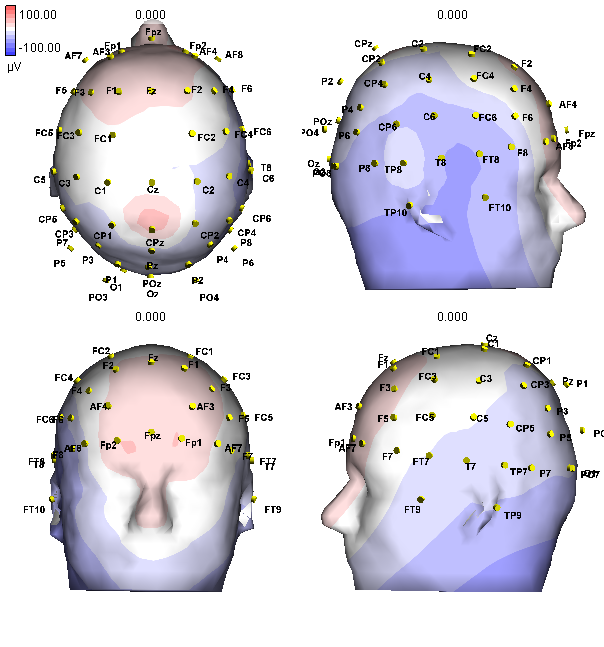 100.00
-100.00
μV
0.000
Fpz
Fp1 Fp2
AF7 AF3 AF4 AF8
F5 F3 F1 Fz F2 F4 F6
FC5 FC3 FC1 FC2 FC4 FC6
T8
C5 C3 C1 Cz C2 C4 C6
CP5 CP3 CP1 CPz CP2 CP4 CP6
P7 P5 P3 Pz P4 P8 P6
P1 O1 POz Oz P2
PO3 PO4
0.000
CPz C2 FC2
CP2 F2
P2 CP4 C4 FC4 F4
P4 AF4
POz PO4 P6 CP6 C6 FC6 F6 Fpz
Fp2
Oz P8 TP8 T8 FT8 F8
TP10 FT10
0.000
FC2 Fz FC1
F2 F1
FC4 F4 FC3
AF4 AF3
F5 FC5
Fp2 Fpz Fp1 AF7
FT7
T7
FT10 FT9
0.000
Cz
C1
Fz FC1 CP1
F1
F3 FC3 C3 CP3 Pz P1
AF3 F5 FC5 C5 CP5 P3
Fp1 AF7 P5
F7 FT7 T7 TP7 P7
FT9 TP9